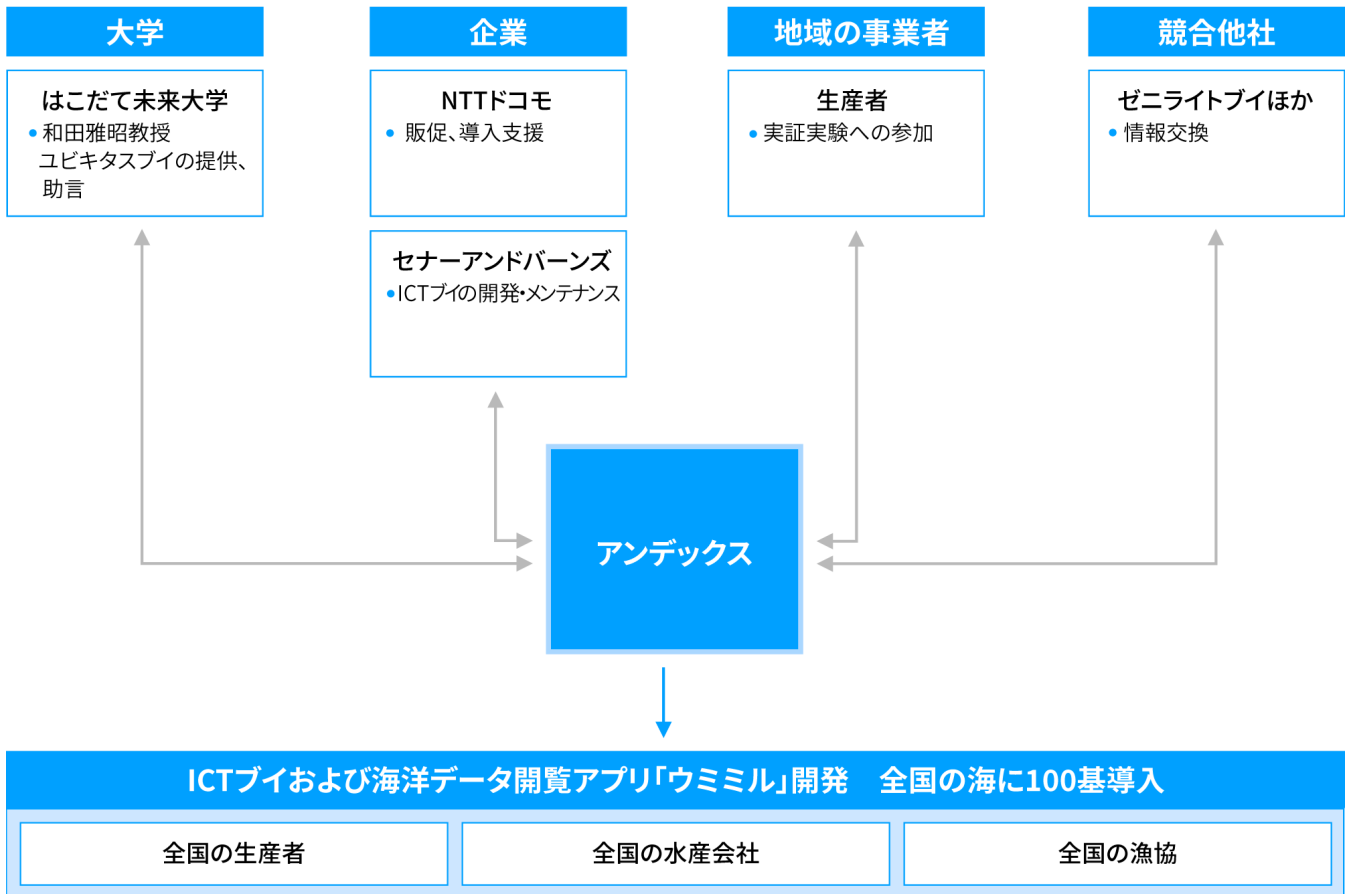 大学
企業
地域の事業者
競合他社
はこだて未来大学
• 和田雅昭教授
ユビキタスブイの提供、
助言
NTTドコモ
• 販促、導入支援
セナーアンドバーンズ
•ICTブイの開発・メンテナンス
生産者
• 実証実験への参加
ゼニライトブイほか
• 情報交換
アンデックス
ICTブイおよび海洋データ開覧アプリ「ウミミル」開発　全国の海に100基導入
全国の生産者
全国の水産会社
全国の漁協